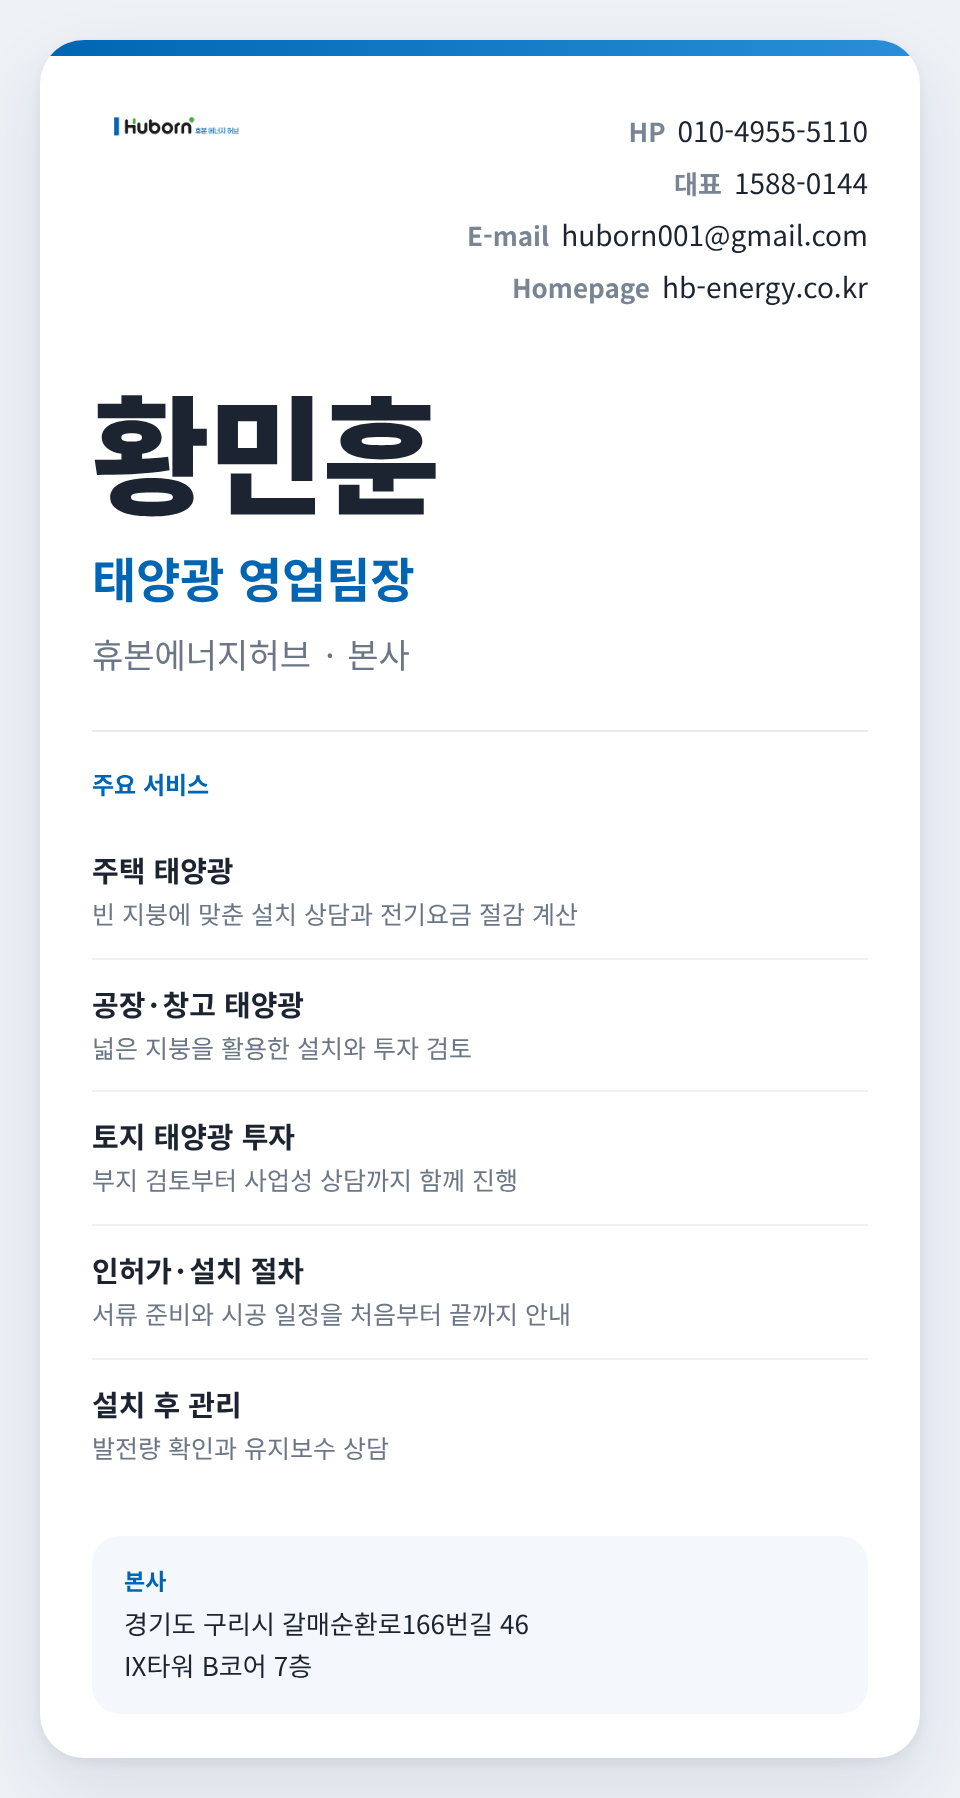 Huborn 휴본 에너지 허브
HP 010-4955-5110
대표 1588-0144
E-mail huborn001@gmail.com
Homepage hb-energy.co.kr
황민훈
태양광 영업팀장
휴본에너지허브 · 본사
주요 서비스
주택 태양광
빈 지붕에 맞춘 설치 상담과 전기요금 절감 계산
공장·창고 태양광
넓은 지붕을 활용한 설치와 투자 검토
토지 태양광 투자
부지 검토부터 사업성 상담까지 함께 진행
인허가·설치 절차
서류 준비와 시공 일정을 처음부터 끝까지 안내
설치 후 관리
발전량 확인과 유지보수 상담
본사
경기도 구리시 갈매순환로166번길 46
IX타워 B코어 7층